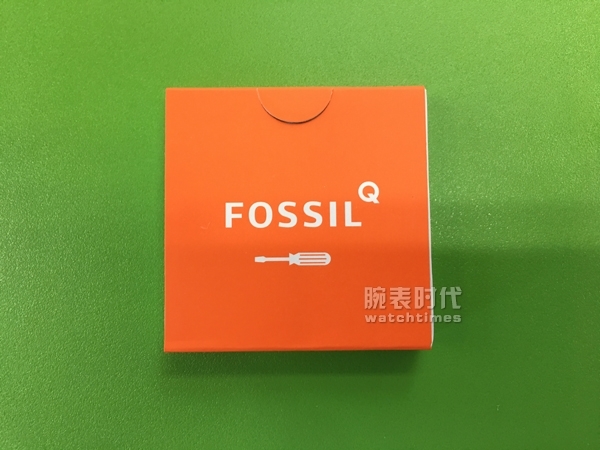 FOSSIL Q
腕表时代
watchtimes